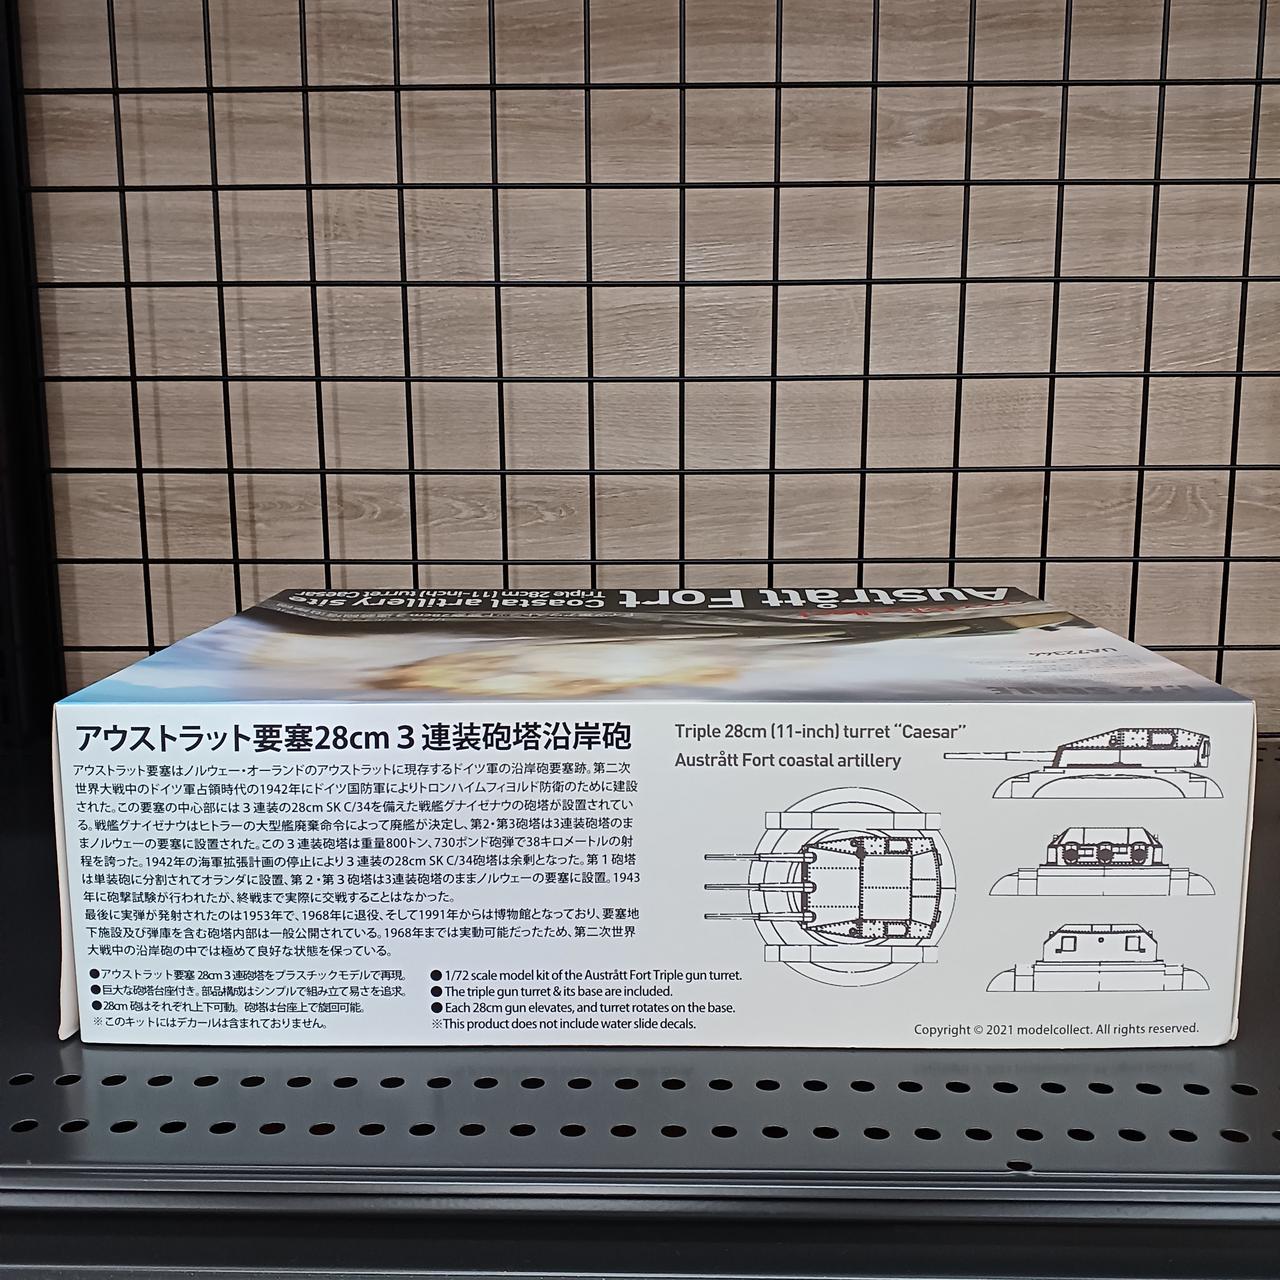 Austrått Fort
Coastal artillery site
Triple 28cm (11-inch) turret Caesar
UA72344
1:72 SCALE
アウストラット要塞28cm 3 連装砲塔沿岸砲
アウストラット要塞はノルウェー・オーランドのアウストラットに現存するドイツ軍の沿岸砲要塞跡。第二次
世界大戦中のドイツ軍占領時代の1942年にドイツ国防軍によりトロンハイムフィヨルド防衛のために建設
された。この要塞の中心部には 3 連装の28cm SK C/34を備えた戦艦グナイゼナウの砲塔が設置されてい
る。戦艦グナイゼナウはヒトラーの大型艦廃棄命令によって廃艦が決定し、第2・第3砲塔は3連装砲塔のま
まノルウェーの要塞に設置された。この 3 連装砲塔は重量800トン、730ポンド砲弾で38キロメートルの射
程を誇った。1942年の海軍拡張計画の停止により3 連装の28cm SK C/34砲塔は余剰となった。第 1 砲塔
は単装砲に分割されてオランダに設置、第 2・第 3 砲塔は3連装砲塔のままノルウェーの要塞に設置。1943
年に砲撃試験が行われたが、終戦まで実際に交戦することはなかった。
最後に実弾が発射されたのは1953年で、1968年に退役、そして1991年からは博物館となっており、要塞地
下施設及び弾庫を含む砲塔内部は一般公開されている。1968年までは実動可能だったため、第二次世界
大戦中の沿岸砲の中では極めて良好な状態を保っている。
●アウストラット要塞 28cm 3 連砲塔をプラスチックモデルで再現。
●巨大な砲塔台座付き。部品構成はシンプルで組み立て易さを追求。
●28cm 砲はそれぞれ上下可動。砲塔は台座上で旋回可能。
※このキットにはデカールは含まれておりません。
●1/72 scale model kit of the Austrått Fort Triple gun turret.
●The triple gun turret & its base are included.
●Each 28cm gun elevates, and turret rotates on the base.
※This product does not include water slide decals.
Triple 28cm (11-inch) turret “Caesar”
Austrått Fort coastal artillery
Copyright © 2021 modelcollect. All rights reserved.